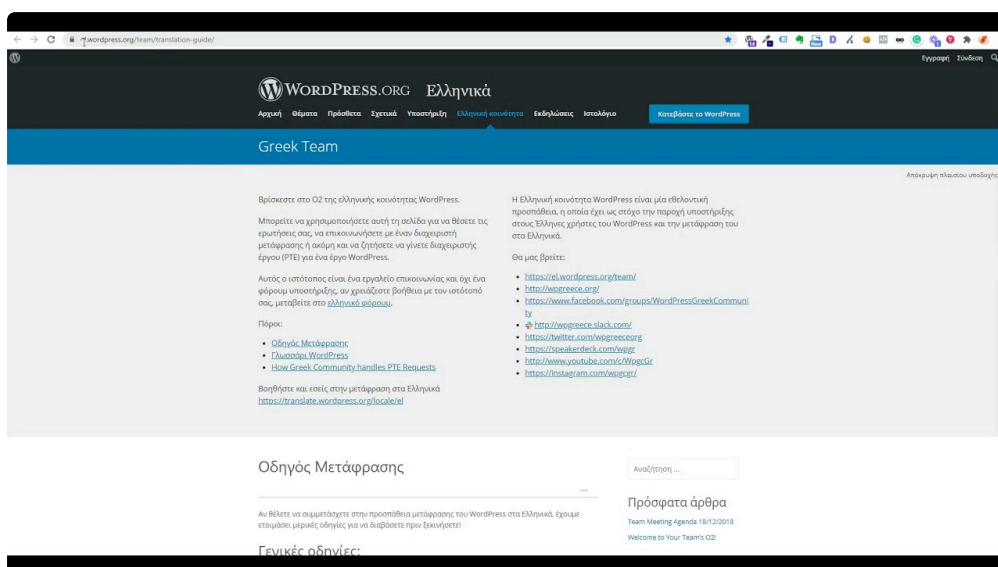 wordpress.org/team/translation-guide/
Εγγραφή Σύνδεση
WORDPRESS.ORG Ελληνικά
Αρχική Θέματα Πρόσθετα Σχετικά Υποστήριξη Ελληνική κοινότητα Εκδηλώσεις Ιστολόγιο Κατεβάστε το WordPress
Greek Team
Απόκρυψη πλαισίου υποδοχής
Βρίσκεστε στο O2 της ελληνικής κοινότητας WordPress.
Μπορείτε να χρησιμοποιήσετε αυτή τη σελίδα για να θέσετε τις
ερωτήσεις σας, να επικοινωνήσετε με έναν διαχειριστή
μετάφρασης ή ακόμη και να ζητήσετε να γίνετε διαχειριστής
έργου (PTE) για ένα έργο WordPress.
Αυτός ο ιστότοπος είναι ένα εργαλείο επικοινωνίας και όχι ένα
φόρουμ υποστήριξης, αν χρειάζεστε βοήθεια με τον ιστότοπό
σας, μεταβείτε στο ελληνικό φόρουμ.
Πόροι:
Οδηγός Μετάφρασης
Γλωσσάρι WordPress
How Greek Community handles PTE Requests
Βοηθήστε και εσείς στην μετάφραση στα Ελληνικά
https://translate.wordpress.org/locale/el
Η Ελληνική κοινότητα WordPress είναι μία εθελοντική
προσπάθεια, η οποία έχει ως στόχο την παροχή υποστήριξης
στους Έλληνες χρήστες του WordPress και την μετάφραση του
στα Ελληνικά.
Θα μας βρείτε:
https://el.wordpress.org/team/
http://wpgreece.org/
https://www.facebook.com/groups/WordPressGreekCommuni
ty
http://wpgreece.slack.com/
https://twitter.com/wpgreeceorg
https://speakerdeck.com/wpgr
http://www.youtube.com/c/WpgcGr
https://instagram.com/wpgcgr/
Οδηγός Μετάφρασης
Αν θέλετε να συμμετάσχετε στην προσπάθεια μετάφρασης του WordPress στα Ελληνικά, έχουμε
ετοιμάσει μερικές οδηγίες για να διαβάσετε πριν ξεκινήσετε!
Γενικές οδηγίες:
Αναζήτηση ...
Πρόσφατα άρθρα
Team Meeting Agenda 18/12/2018
Welcome to Your Team's O2!